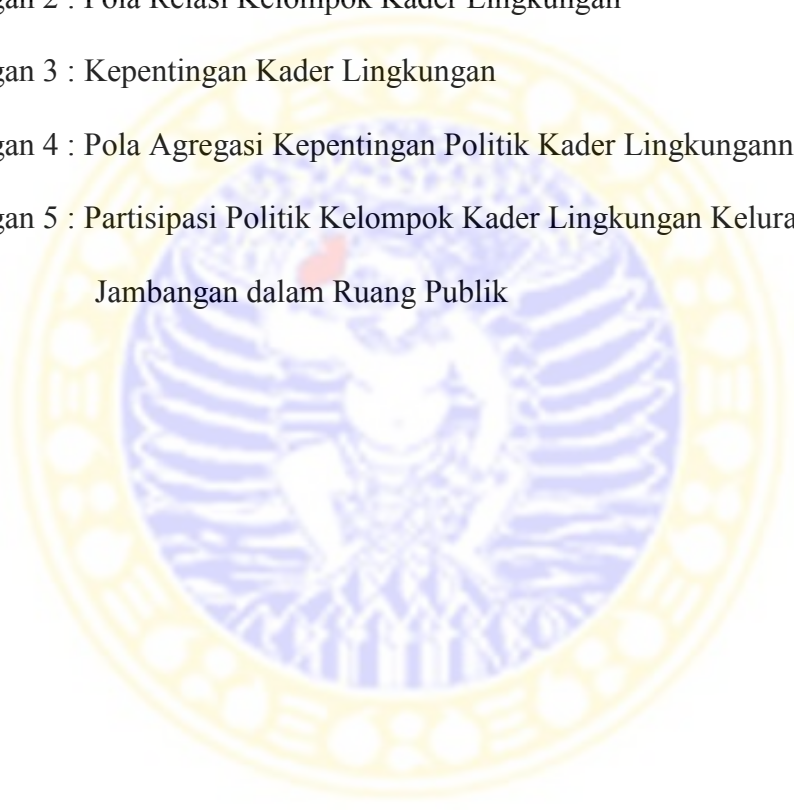 gan 2 : Pola Relasi Kelompok Kader Lingkungan
gan 3 : Kepentingan Kader Lingkungan
gan 4 : Pola Agregasi Kepentingan Politik Kader Lingkungann
gan 5 : Partisipasi Politik Kelompok Kader Lingkungan Kelura
Jambangan dalam Ruang Publik